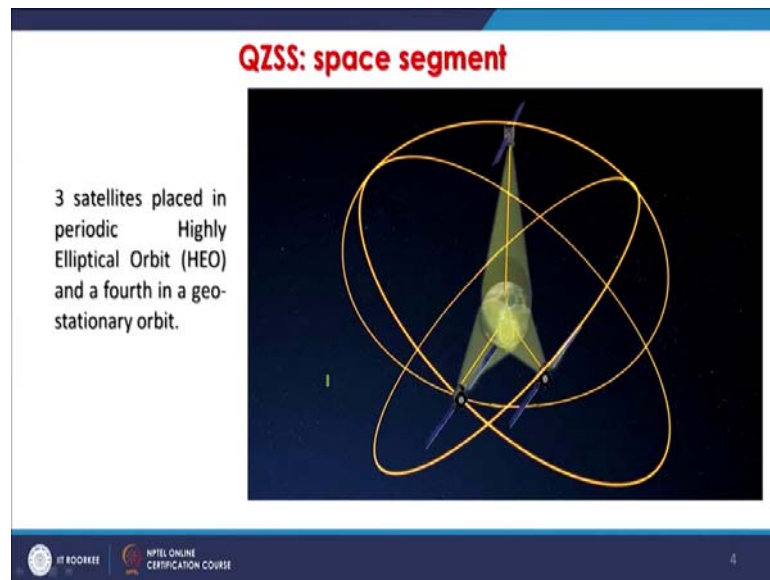 QZSS: space segment
3 satellites placed in
periodic Highly
Elliptical Orbit (HEO)
and a fourth in a geo-
stationary orbit.
IIT ROORKEE
NPTEL ONLINE
CERTIFICATION COURSE
4